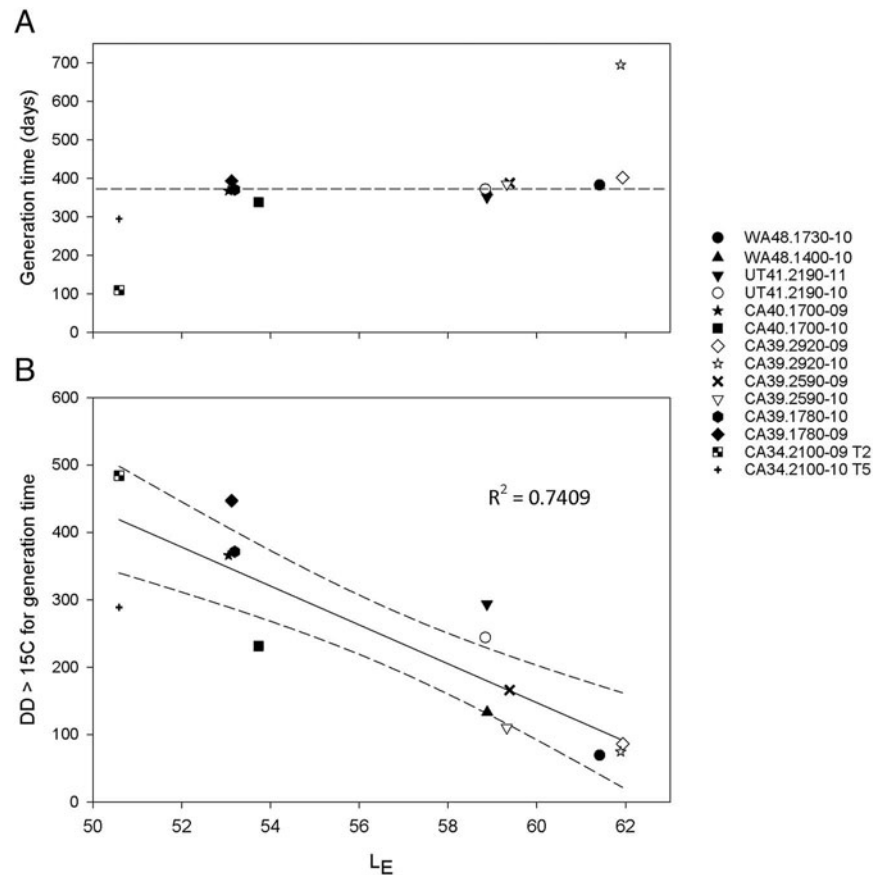 A
700
600
500
400
300
200
100
0
Generation time (days)
B
600
500
400
300
200
100
0
DD > 15C for generation time
R² = 0.7409
50 52 54 56 58 60 62
LE
WA48.1730-10
WA48.1400-10
UT41.2190-11
UT41.2190-10
CA40.1700-09
CA40.1700-10
CA39.2920-09
CA39.2920-10
CA39.2590-09
CA39.2590-10
CA39.1780-10
CA39.1780-09
CA34.2100-09 T2
CA34.2100-10 T5